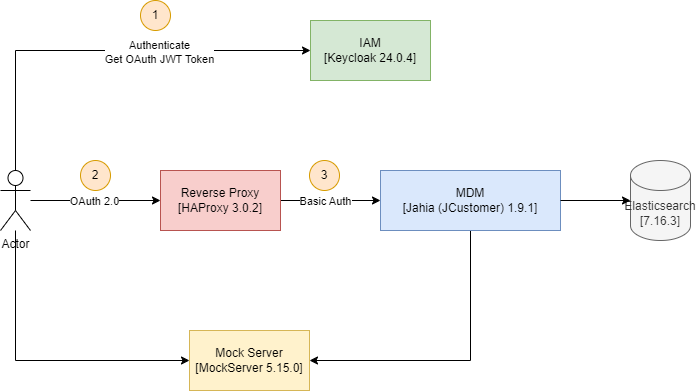 1
Authenticate
Get OAuth JWT Token
IAM
[Keycloak 24.0.4]
2
OAuth 2.0
Reverse Proxy
[HAProxy 3.0.2]
3
Basic Auth
MDM
[Jahia (JCustomer) 1.9.1]
Elasticsearch
[7.16.3]
Actor
Mock Server
[MockServer 5.15.0]